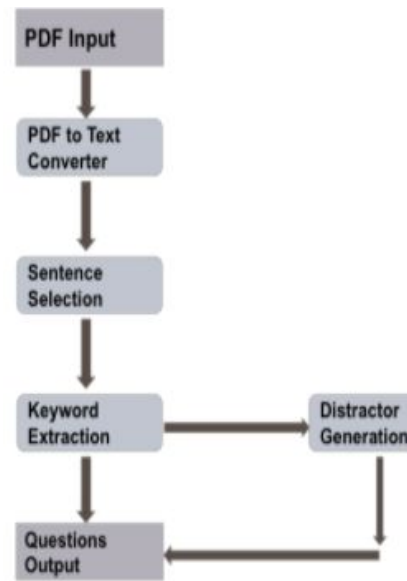 PDF Input
PDF to Text
Converter
Sentence
Selection
Keyword
Extraction
Distractor
Generation
Questions
Output